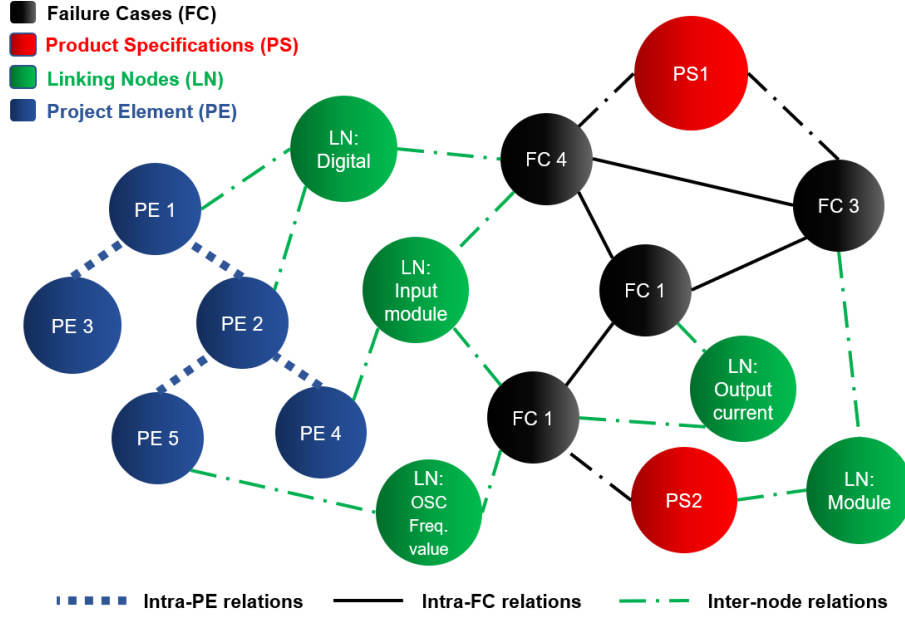 Failure Cases (FC)
Product Specifications (PS)
Linking Nodes (LN)
Project Element (PE)
PS1
LN:
Digital
FC 4
PE 1
FC 3
LN:
Input
module
FC 1
PE 3
PE 2
LN:
Output
current
FC 1
PE 5
PE 4
LN:
OSC
Freq.
value
PS2
LN:
Module
Intra-PE relations
Intra-FC relations
Inter-node relations